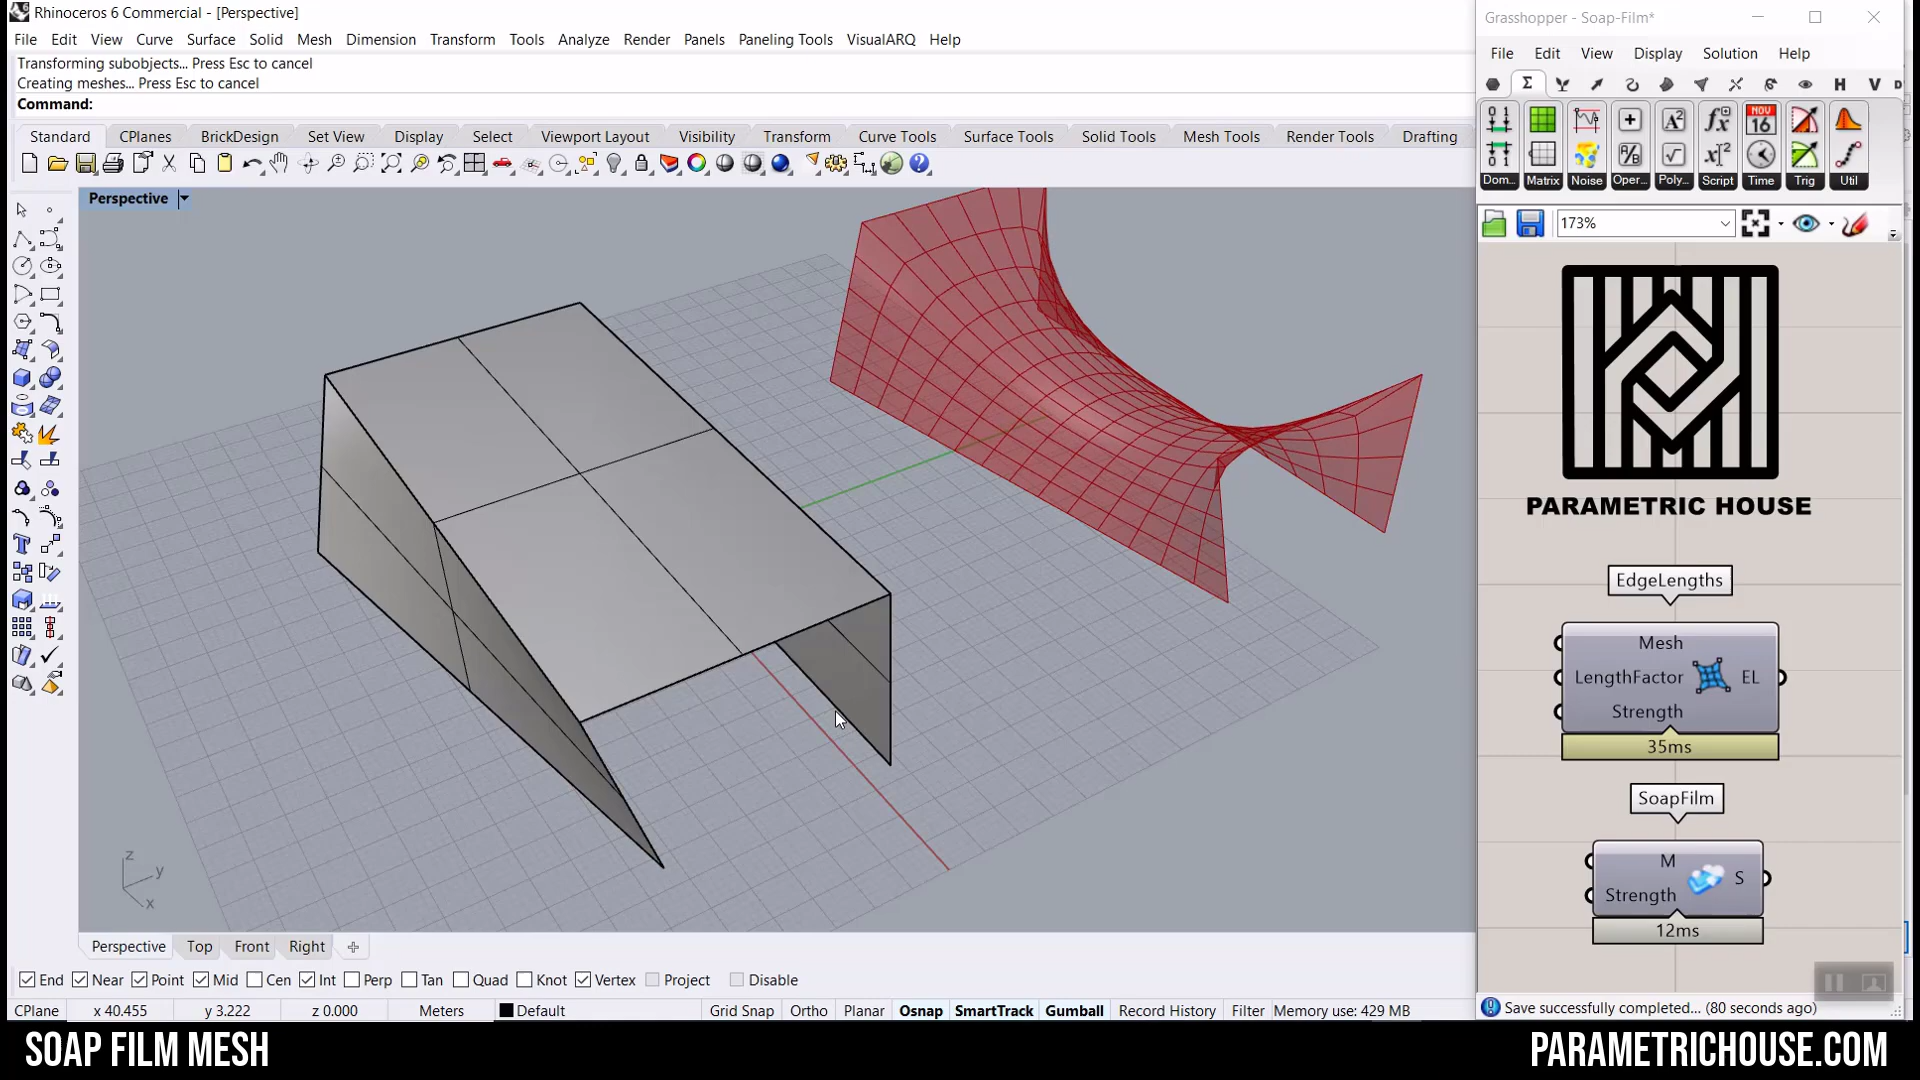 Rhinoceros 6 Commercial - [Perspective]
File Edit View Curve Surface Solid Mesh Dimension Transform Tools Analyze Render Panels Paneling Tools VisualARQ Help
Transforming subobjects... Press Esc to cancel
Creating meshes... Press Esc to cancel
Command:
Standard CPlanes BrickDesign Set View Display Select Viewport Layout Visibility Transform Curve Tools Surface Tools Solid Tools Mesh Tools Render Tools Drafting
Perspective
z
y
x
Perspective Top Front Right
End Near Point Mid Cen Int Perp Tan Quad Knot Vertex Project Disable
CPlane x 40.455 y 3.222 z 0.000 Meters Default Grid Snap Ortho Planar Osnap SmartTrack Gumball Record History Filter Memory use: 429 MB
Grasshopper - Soap-Film*
File Edit View Display Solution Help
H V
NOV
16
Dom... Matrix Noise Oper... Poly... Script Time Trig Util
173%
PARAMETRIC HOUSE
EdgeLengths
Mesh
LengthFactor EL
Strength
35ms
SoapFilm
M
S
Strength
12ms
Save successfully completed... (80 seconds ago)
SOAP FILM MESH
PARAMETRICHOUSE.COM